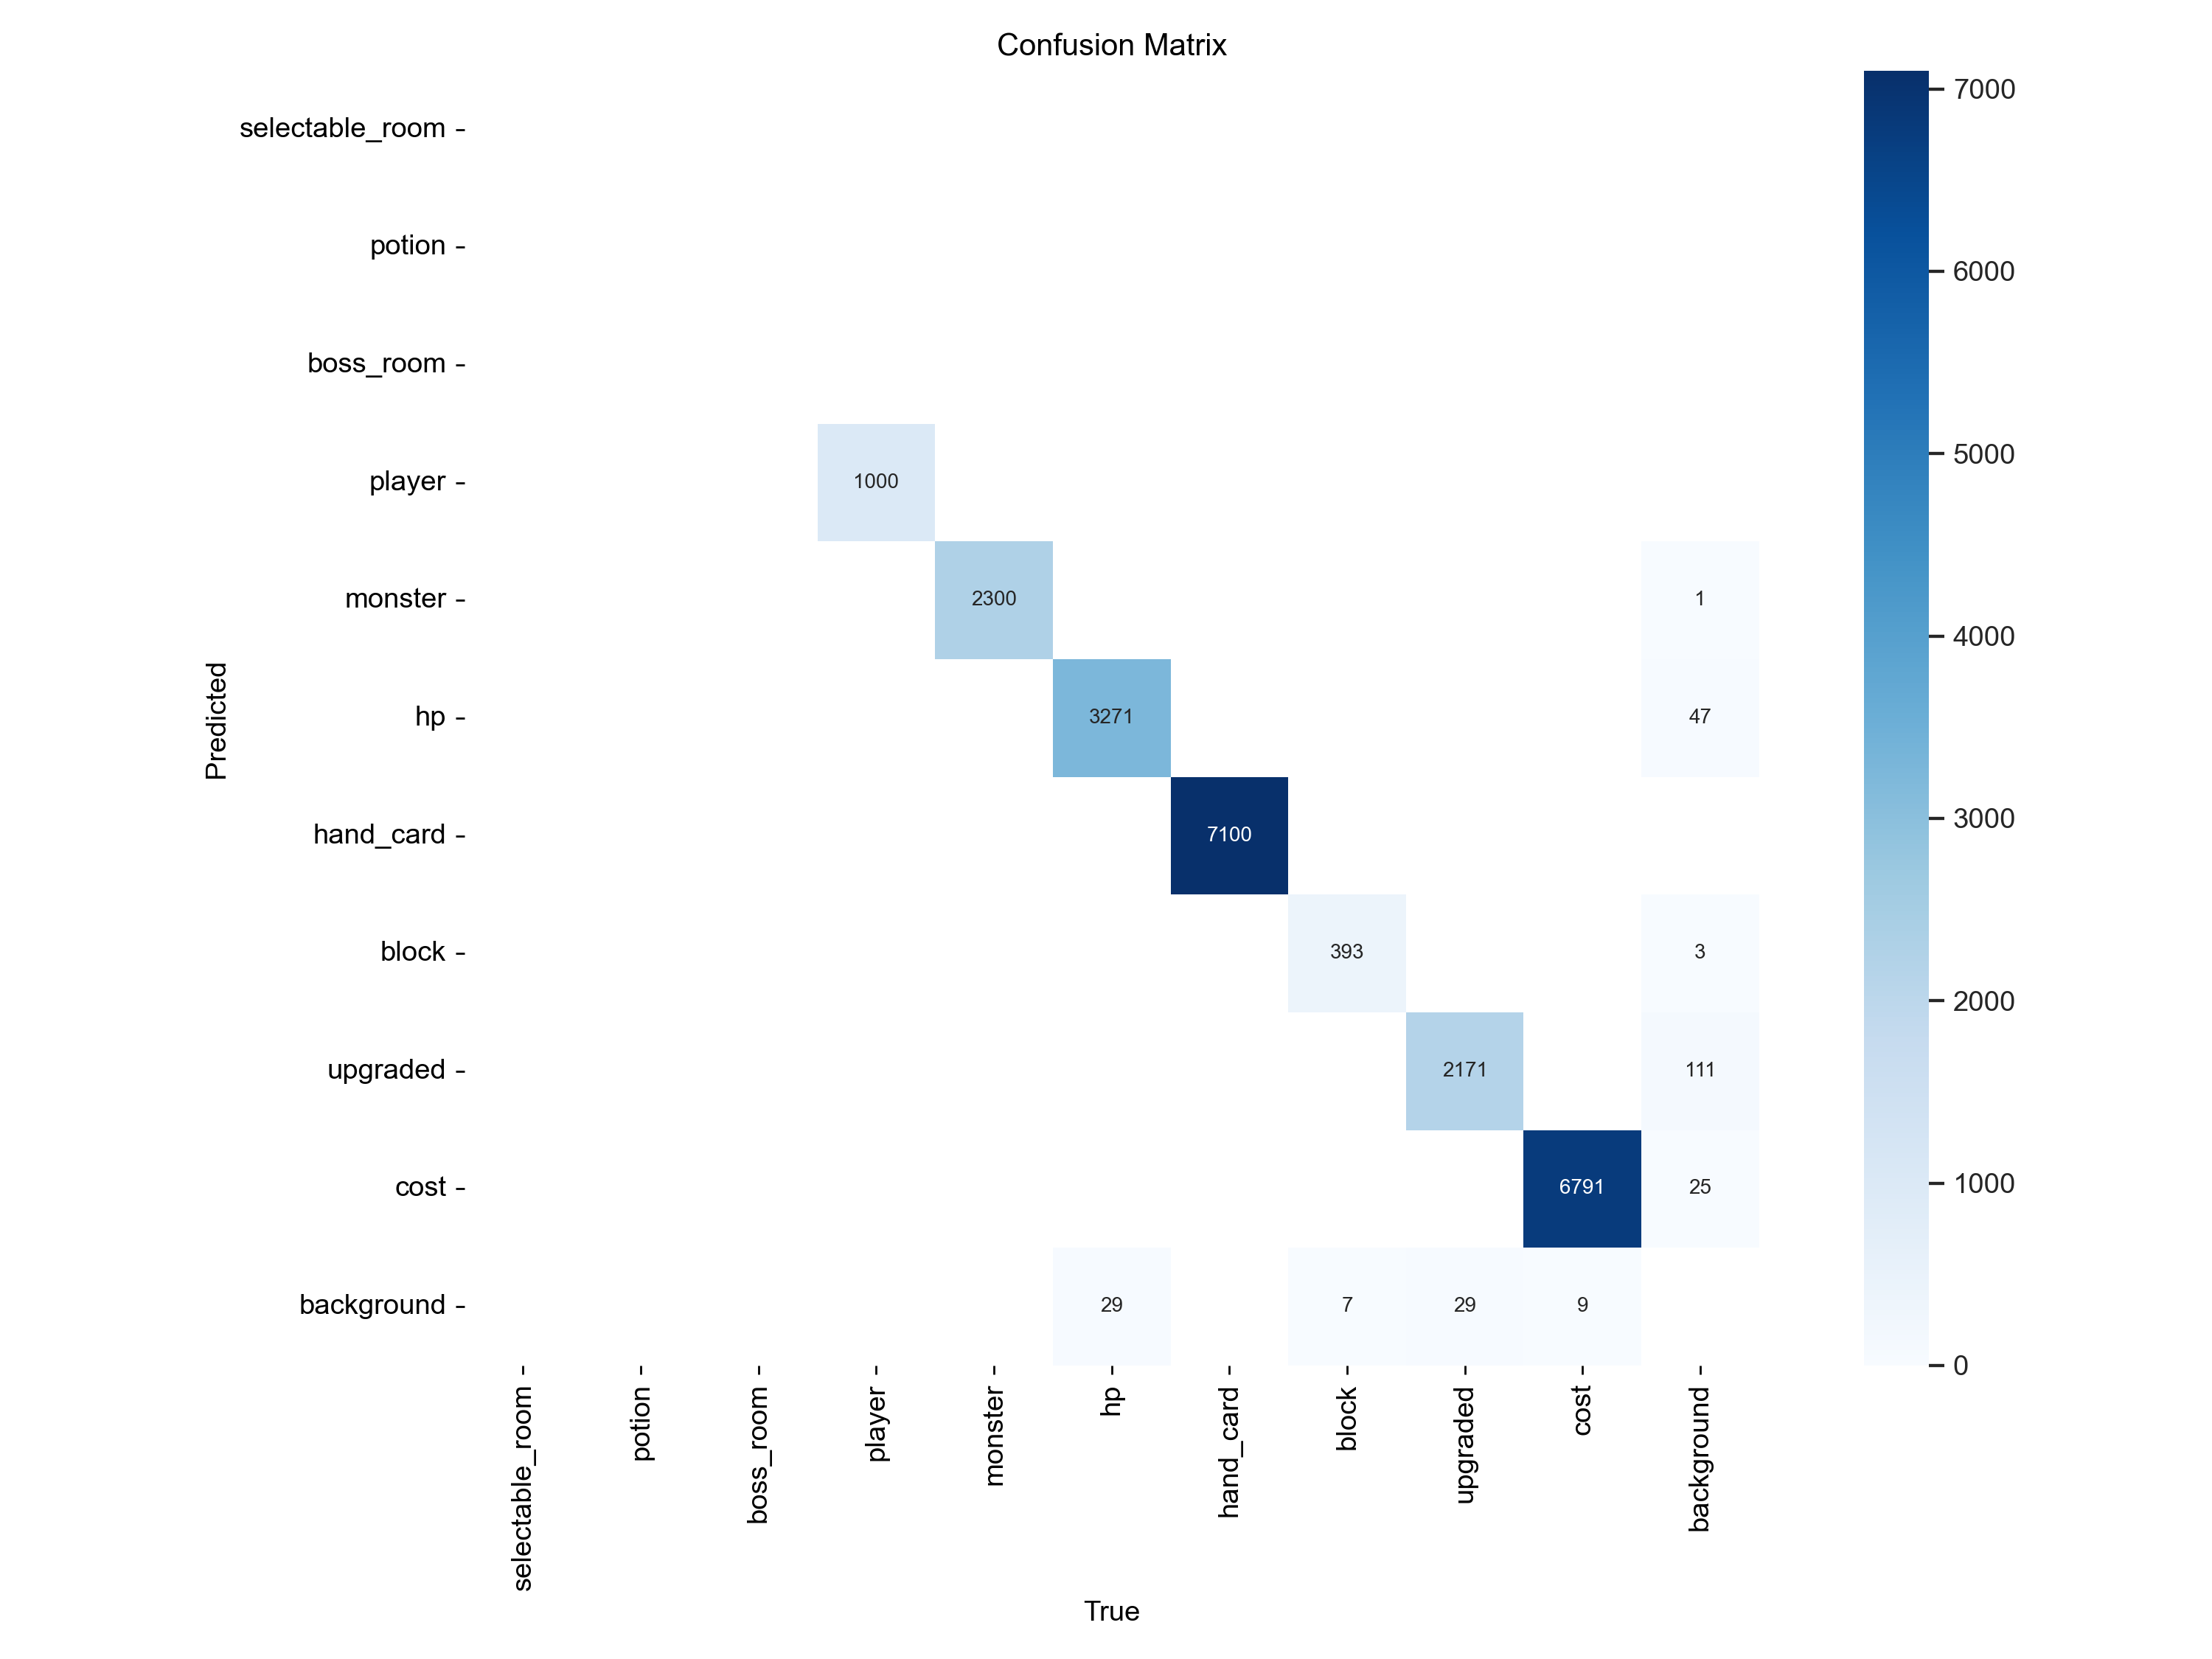 Confusion Matrix
selectable_room
potion
boss_room
player
monster
hp
hand_card
block
upgraded
cost
background
Predicted
1000
2300 1
3271 47
7100
393 3
2171 111
6791 25
29 7 29 9
selectable_room
potion
boss_room
player
monster
hp
hand_card
block
upgraded
cost
background
True
7000
6000
5000
4000
3000
2000
1000
0